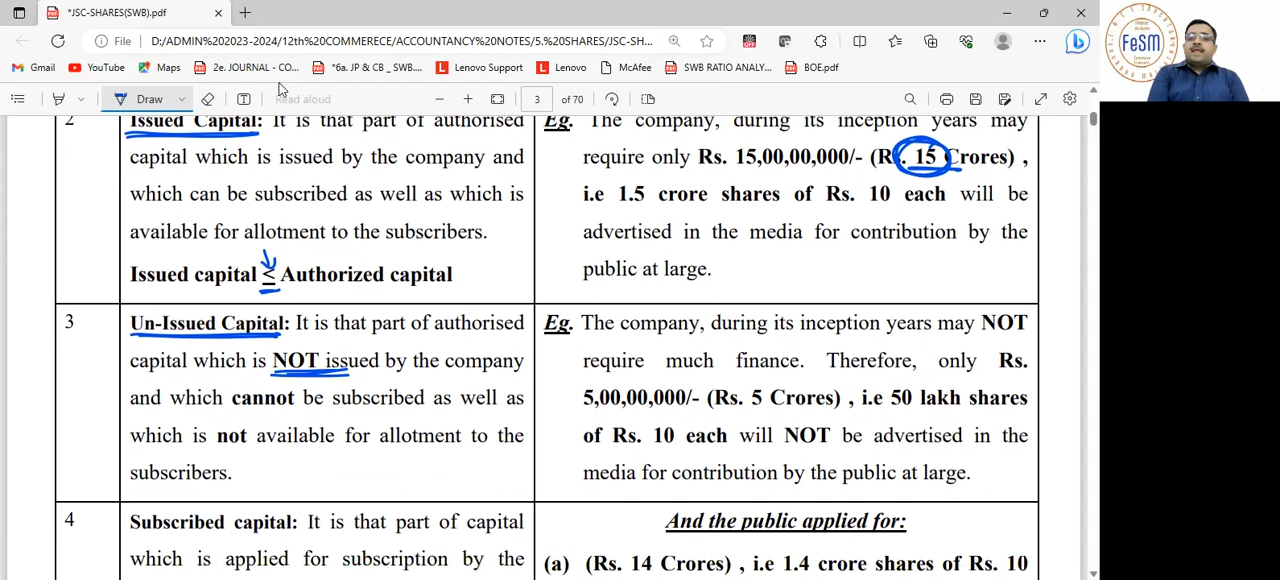 *JSC-SHARES(SWB).pdf
File
D:/ADMIN%202023-2024/12th%20COMMERECE/ACCOUNTANCE%20NOTES/5.%20SHARES/JSC-SH...
OFF
Gmail
YouTube
Maps
2e. JOURNAL - CO...
*6a. JP & SCB _ SWB....
Lenovo Support
Lenovo
McAfee
SWB RATIO ANALY...
BOE.pdf
Draw
Read aloud
3
of 70
FeSM
2
Issued Capital: It is that part of authorised
capital which is issued by the company and
which can be subscribed as well as which is
available for allotment to the subscribers.
Issued capital ≤ Authorized capital
Eg. The company, during its inception years may
require only Rs. 15,00,00,000/- (Rs. 15 Crores) ,
i.e 1.5 crore shares of Rs. 10 each will be
advertised in the media for contribution by the
public at large.
3
Un-Issued Capital: It is that part of authorised
capital which is NOT issued by the company
and which cannot be subscribed as well as
which is not available for allotment to the
subscribers.
Eg. The company, during its inception years may NOT
require much finance. Therefore, only Rs.
5,00,00,000/- (Rs. 5 Crores) , i.e 50 lakh shares
of Rs. 10 each will NOT be advertised in the
media for contribution by the public at large.
4
Subscribed capital: It is that part of capital
which is applied for subscription by the
And the public applied for:
(a) (Rs. 14 Crores) , i.e 1.4 crore shares of Rs. 10